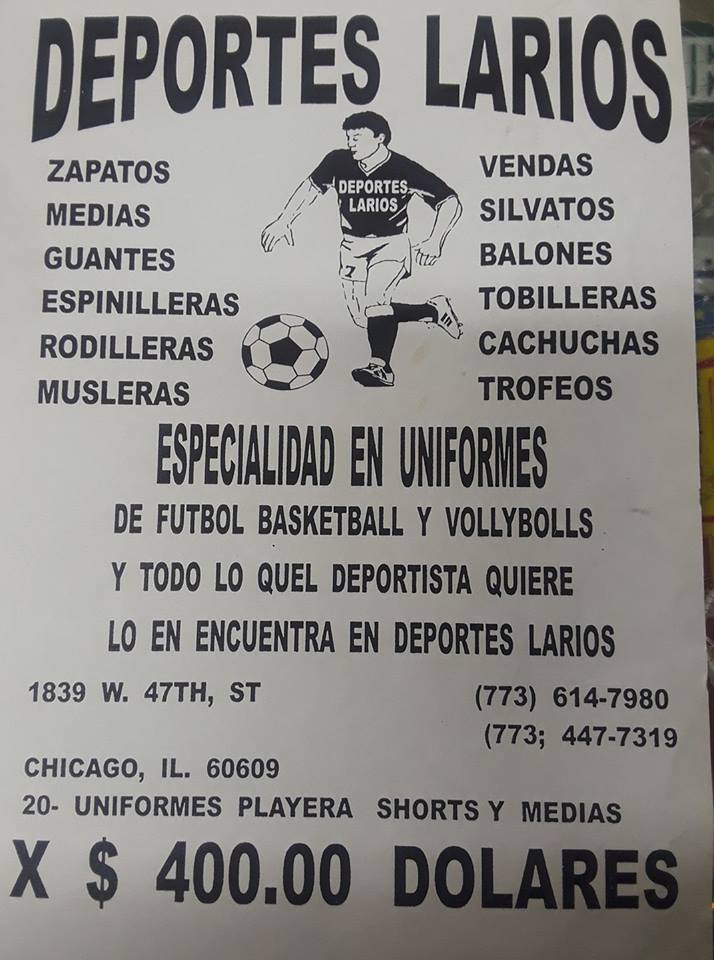 DEPORTES LARIOS
ZAPATOS
MEDIAS
GUANTES
ESPINILLERAS
RODILLERAS
MUSLERAS
DEPORTES
LARIOS
7
VENDAS
SILVATOS
BALONES
TOBILLERAS
CACHUCHAS
TROFEOS
ESPECIALIDAD EN UNIFORMES
DE FUTBOL BASKETBALL Y VOLLYBOLLS
Y TODO LO QUEL DEPORTISTA QUIERE
LO EN ENCUENTRA EN DEPORTES LARIOS
1839 W. 47TH, ST (773) 614-7980
(773; 447-7319
CHICAGO, IL. 60609
20- UNIFORMES PLAYERA SHORTS Y MEDIAS
X $ 400.00 DOLARES